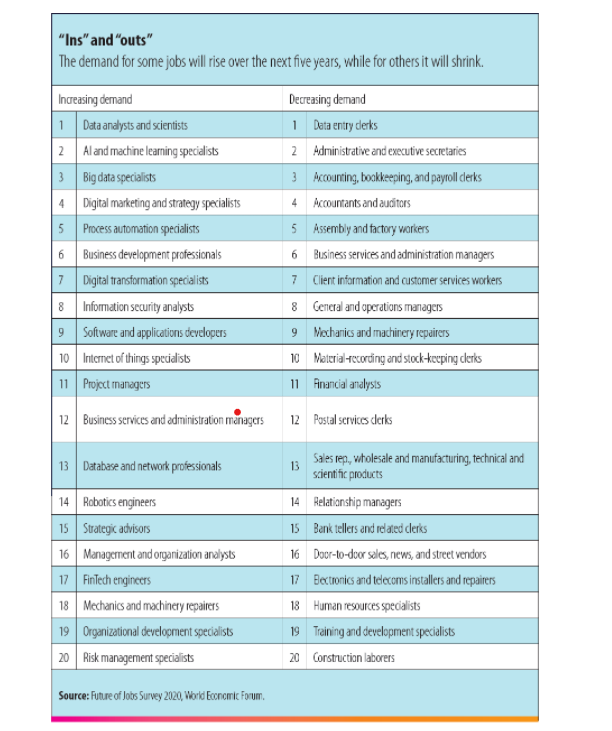 “Ins” and “outs”
The demand for some jobs will rise over the next five years, while for others it will shrink.
Increasing demand Decreasing demand
1 Data analysts and scientists 1 Data entry clerks
2 AI and machine learning specialists 2 Administrative and executive secretaries
3 Big data specialists 3 Accounting, bookkeeping, and payroll clerks
4 Digital marketing and strategy specialists 4 Accountants and auditors
5 Process automation specialists 5 Assembly and factory workers
6 Business development professionals 6 Business services and administration managers
7 Digital transformation specialists 7 Client information and customer services workers
8 Information security analysts 8 General and operations managers
9 Software and applications developers 9 Mechanics and machinery repairers
10 Internet of things specialists 10 Material-recording and stock-keeping clerks
11 Project managers 11 Financial analysts
12 Business services and administration managers 12 Postal services clerks
13 Database and network professionals 13 Sales rep., wholesale and manufacturing, technical and
scientific products
14 Robotics engineers 14 Relationship managers
15 Strategic advisors 15 Bank tellers and related clerks
16 Management and organization analysts 16 Door-to-door sales, news, and street vendors
17 FinTech engineers 17 Electronics and telecoms installers and repairers
18 Mechanics and machinery repairers 18 Human resources specialists
19 Organizational development specialists 19 Training and development specialists
20 Risk management specialists 20 Construction laborers
Source: Future of Jobs Survey 2020, World Economic Forum.